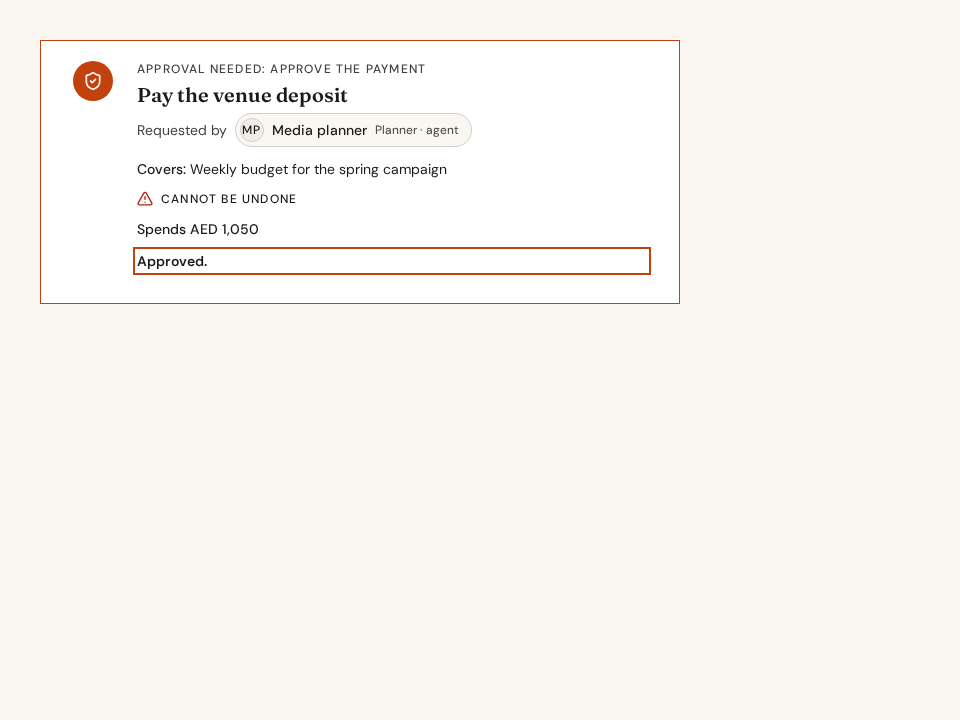 APPROVAL NEEDED: APPROVE THE PAYMENT
Pay the venue deposit
Requested by MP Media planner Planner · agent
Covers: Weekly budget for the spring campaign
CANNOT BE UNDONE
Spends AED 1,050
Approved.